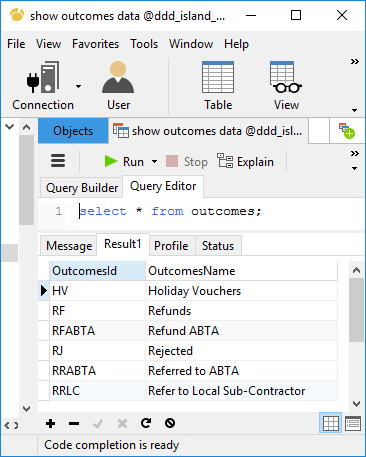 show outcomes data @ddd_island_...
File View Favorites Tools Window Help
Connection User Table View
Objects show outcomes data @ddd_isl...
Run Stop Explain
Query Builder Query Editor
1 select * from outcomes;
Message Result1 Profile Status
OutcomesId OutcomesName
HV Holiday Vouchers
RF Refunds
RFABTA Refund ABTA
RJ Rejected
RRABTA Referred to ABTA
RRLC Refer to Local Sub-Contractor
Code completion is ready